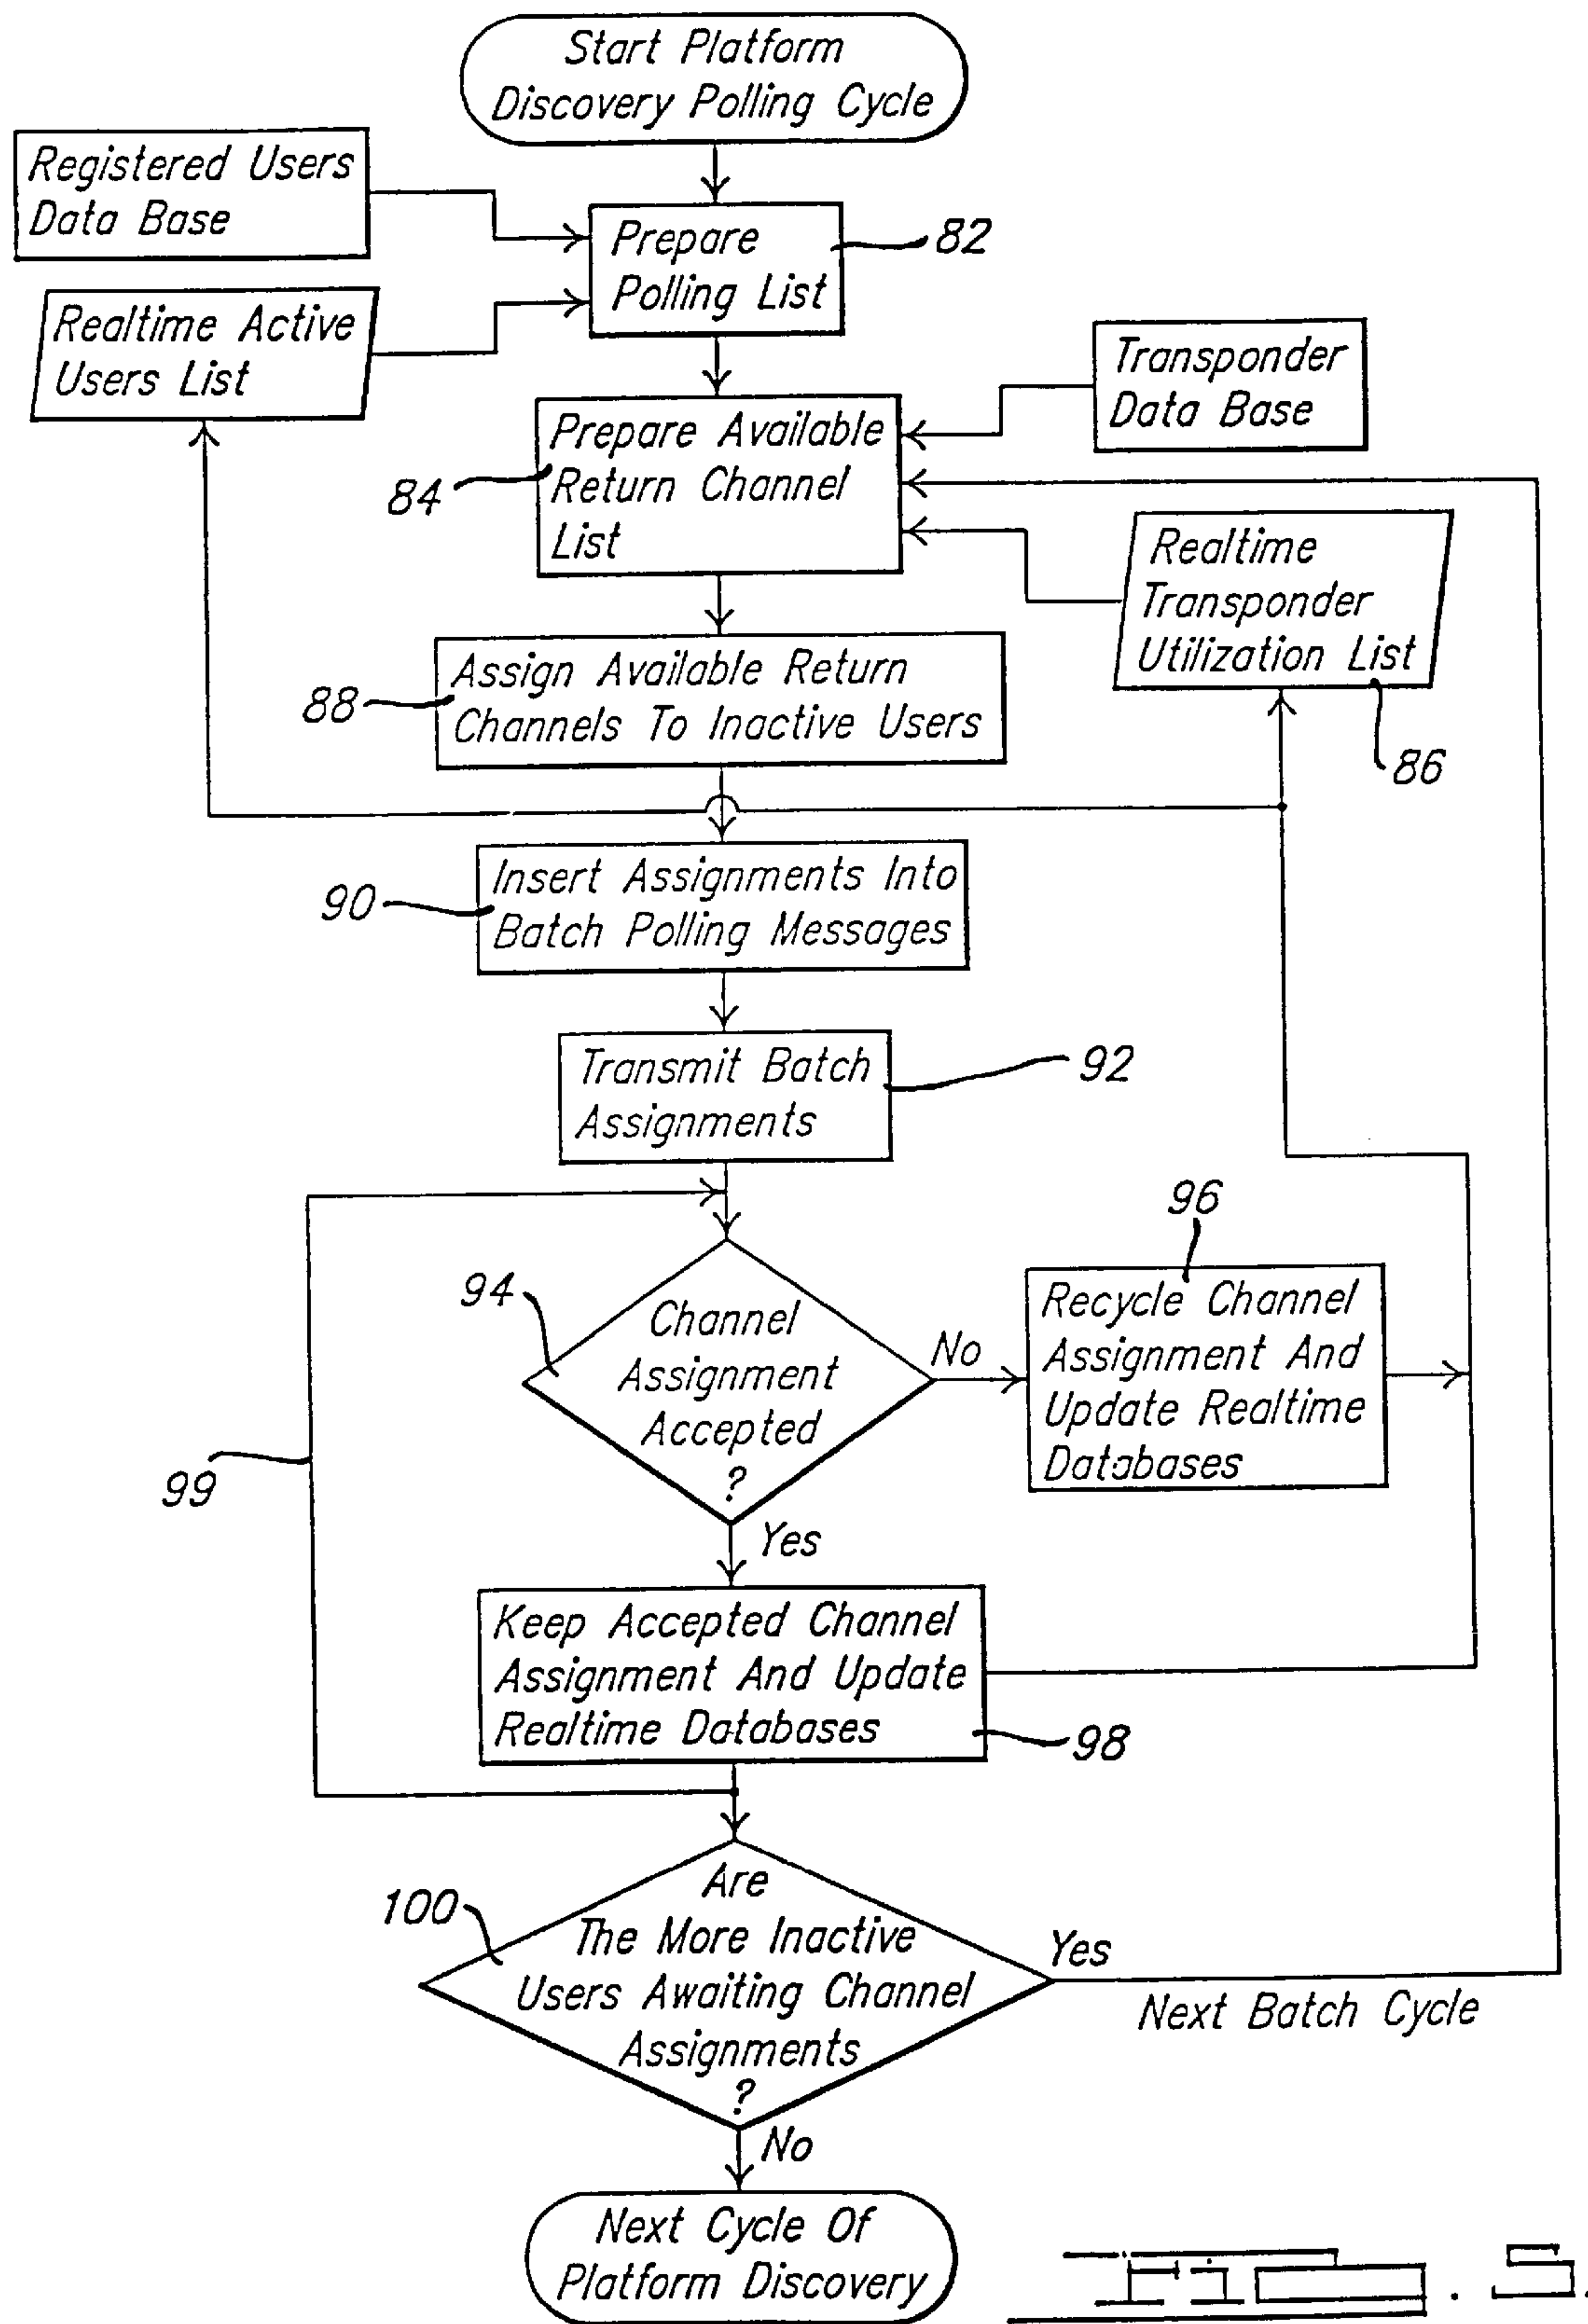 Start Platform
Discovery Polling Cycle
Registered Users
Data Base
Prepare
Polling List
82
Realtime Active
Users List
Transponder
Data Base
Prepare Available
Return Channel
List
84
Realtime
Transponder
Utilization List
86
Assign Available Return
Channels To Inactive Users
88
Insert Assignments Into
Batch Polling Messages
90
Transmit Batch
Assignments
92
94
Channel
Assignment
Accepted
?
No
96
Recycle Channel
Assignment And
Update Realtime
Databases
99
Yes
Keep Accepted Channel
Assignment And Update
Realtime Databases
98
100
Are
The More Inactive
Users Awaiting Channel
Assignments
?
Yes
Next Batch Cycle
No
Next Cycle Of
Platform Discovery